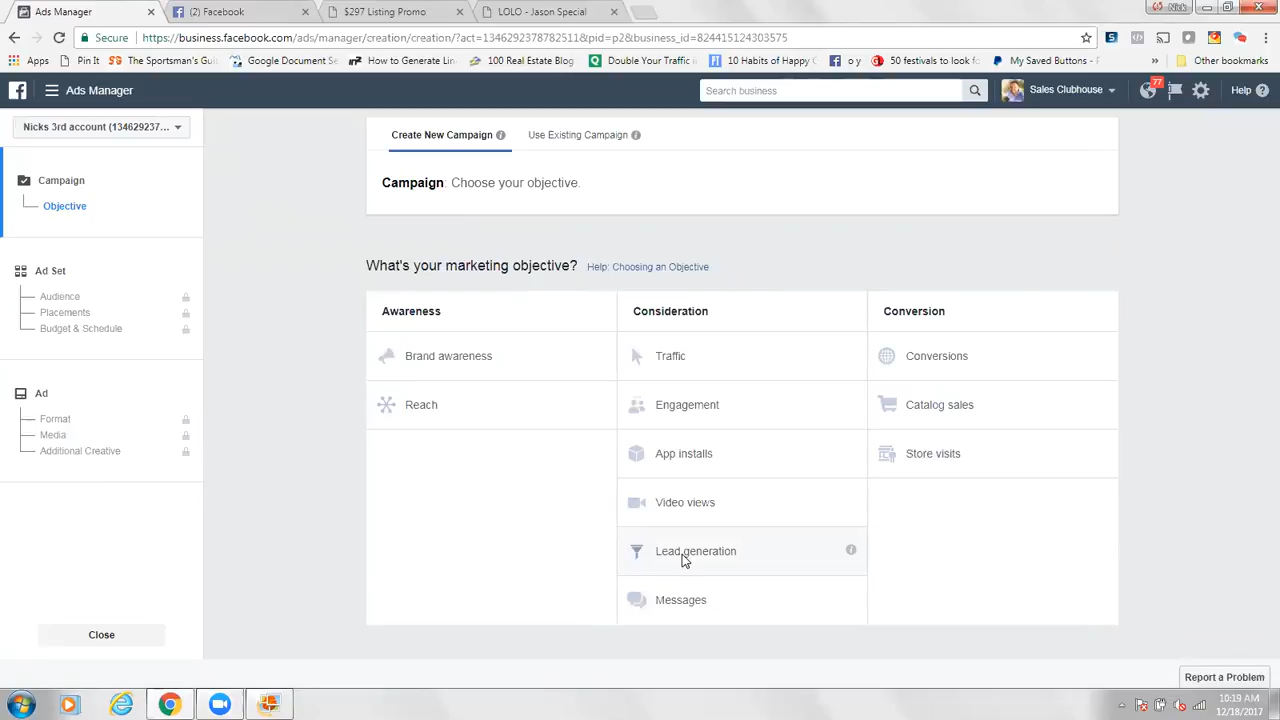 Ads Manager
(2) Facebook
$297 Listing Promo
LOLO - Jason Special
Nick
Secure
https://business.facebook.com/ads/manager/creation/creation/?act=134629237782511&pid=p2&business_id=824415124303575
Apps
Pin It
The Sportsman's Gui
Google Document Se
How to Generate Lin
100 Real Estate Blog
Double Your Traffic
10 Habits of Happy C
o y
50 festivals to look fo
My Saved Buttons - F
»
Other bookmarks
Ads Manager
Search business
Sales Clubhouse
77
Help
Nicks 3rd account (134629237...
Create New Campaign
Use Existing Campaign
Campaign: Choose your objective.
Campaign
Objective
Ad Set
Audience
Placements
Budget & Schedule
Ad
Format
Media
Additional Creative
Close
What's your marketing objective? Help: Choosing an Objective
Awareness
Consideration
Conversion
Brand awareness
Traffic
Conversions
Reach
Engagement
Catalog sales
App installs
Store visits
Video views
Lead generation
Messages
Report a Problem
10:19 AM
12/18/2017